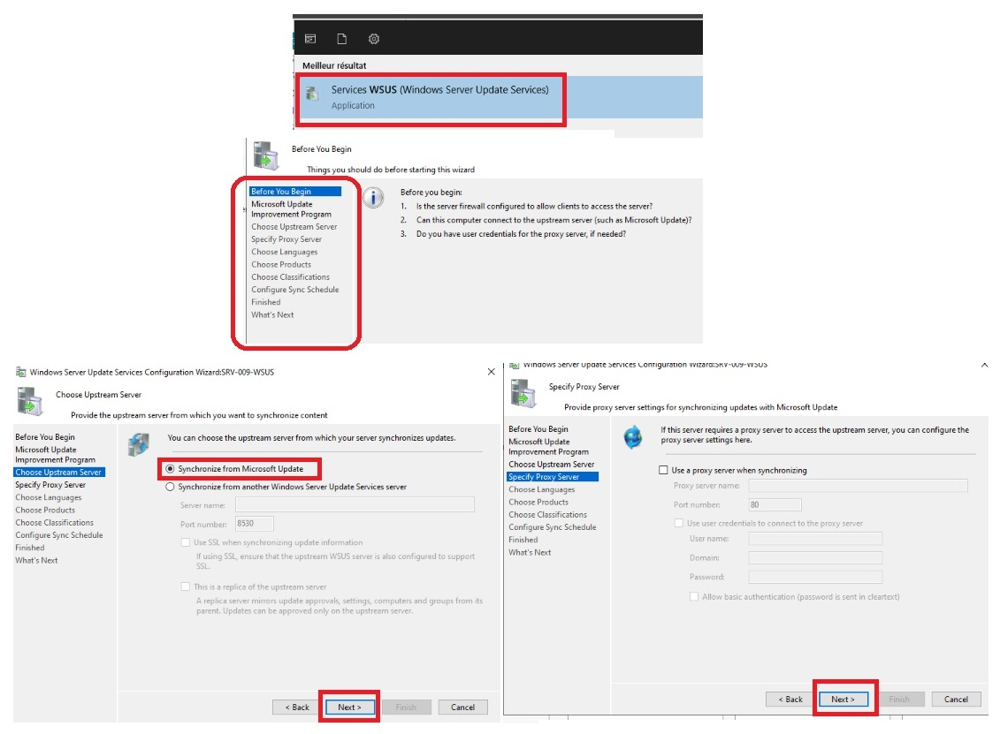 Meilleur résultat
Services WSUS (Windows Server Update Services)
Application
Before You Begin
Things you should do before starting this wizard
Before You Begin
Microsoft Update
Improvement Program
Choose Upstream Server
Specify Proxy Server
Choose Languages
Choose Products
Choose Classifications
Configure Sync Schedule
Finished
What's Next
Before you begin:
1. Is the server firewall configured to allow clients to access the server?
2. Can this computer connect to the upstream server (such as Microsoft Update)?
3. Do you have user credentials for the proxy server, if needed?
Windows Server Update Services Configuration Wizard:SRV-009-WSUS
Choose Upstream Server
Provide the upstream server from which you want to synchronize content
Before You Begin
Microsoft Update
Improvement Program
Choose Upstream Server
Specify Proxy Server
Choose Languages
Choose Products
Choose Classifications
Configure Sync Schedule
Finished
What's Next
You can choose the upstream server from which your server synchronizes updates.
Synchronize from Microsoft Update
Synchronize from another Windows Server Update Services server
Server name:
Port number: 8530
Use SSL when synchronizing update information
If using SSL, ensure that the upstream WSUS server is also configured to support
SSL.
This is a replica of the upstream server
A replica server mirrors update approvals, settings, computers and groups from its
parent. Updates can be approved only on the upstream server.
< Back Next > Finish Cancel
Windows Server Update Services Configuration Wizard:SRV-009-WSUS
Specify Proxy Server
Provide proxy server settings for synchronizing updates with Microsoft Update
Before You Begin
Microsoft Update
Improvement Program
Choose Upstream Server
Specify Proxy Server
Choose Languages
Choose Products
Choose Classifications
Configure Sync Schedule
Finished
What's Next
If this server requires a proxy server to access the upstream server, you can configure the
proxy server settings here.
Use a proxy server when synchronizing
Proxy server name:
Port number: 80
Use user credentials to connect to the proxy server
User name:
Domain:
Password:
Allow basic authentication (password is sent in cleartext)
< Back Next > Finish Cancel